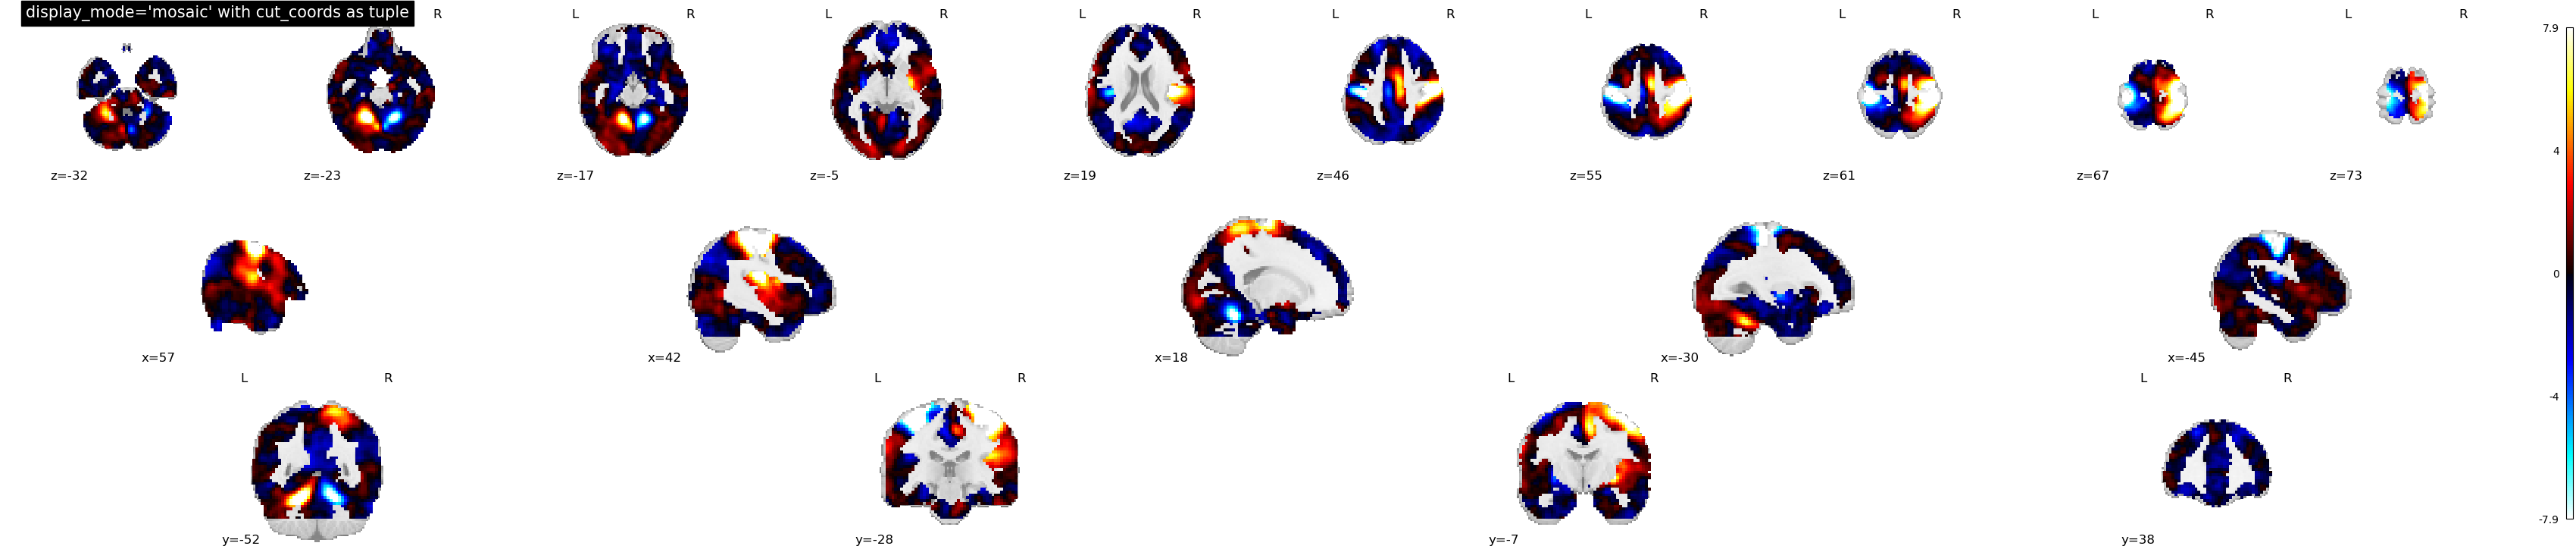 display_mode='mosaic' with cut_coords as tuple
R L R L R L R L R L R L R L R L R
7.9
4
0
-4
-7.9
z=-32 z=-23 z=-17 z=-5 z=19 z=46 z=55 z=61 z=67 z=73
x=57 x=42 x=18 x=-30 x=-45
L R L R L R L R
y=-52 y=-28 y=-7 y=38